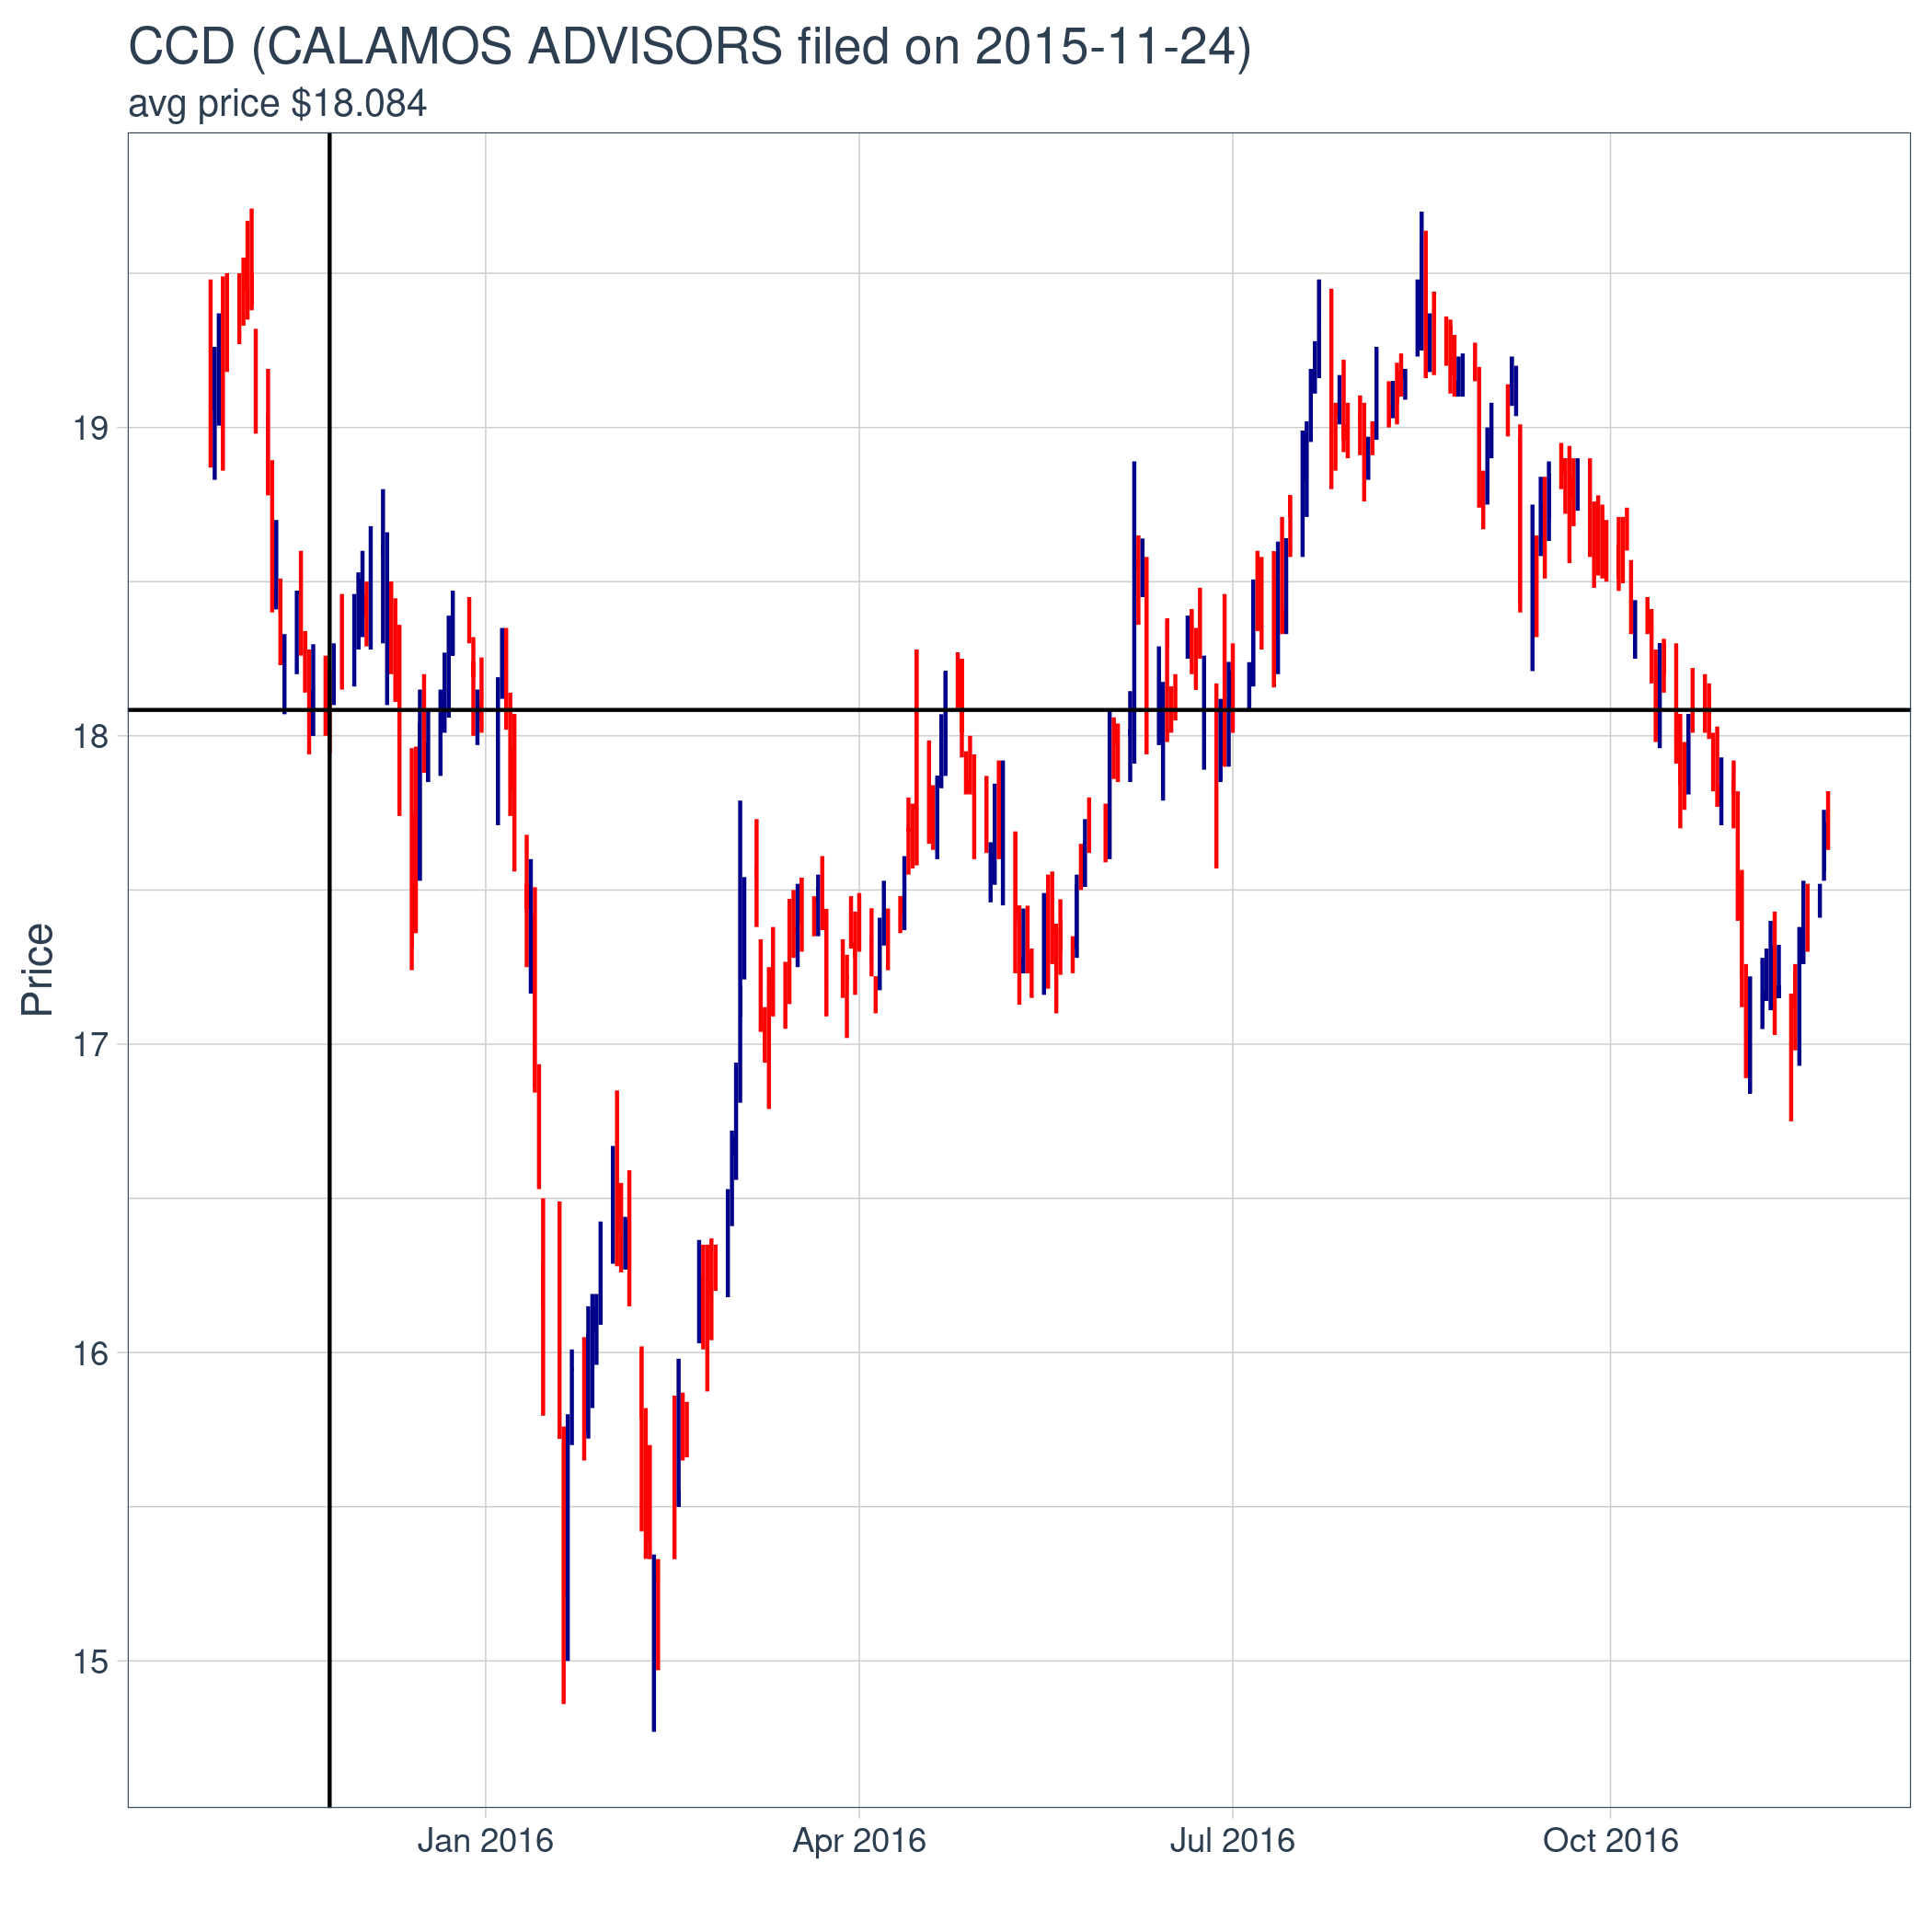 CCD (CALAMOS ADVISORS filed on 2015-11-24)
avg price $18.084
Price
19
18
17
16
15
Jan 2016
Apr 2016
Jul 2016
Oct 2016